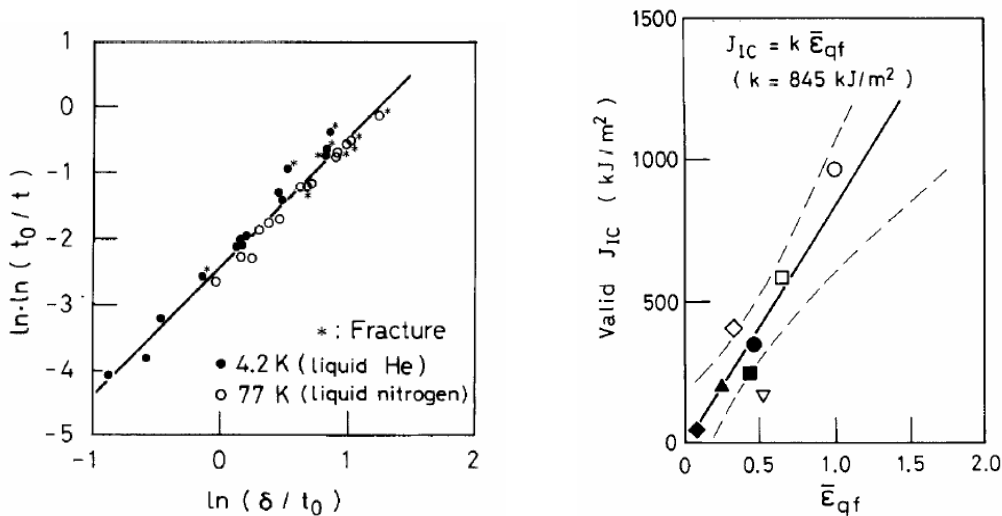 1
0
-1
-2
-3
-4
-5
ln·ln ( t₀ / t )
* : Fracture
● 4.2 K ( liquid He )
○ 77 K ( liquid nitrogen )
-1
0
1
2
ln ( δ / t₀ )
1500
1000
500
0
Valid J_IC ( kJ / m² )
J_IC = k ε̄_qf
( k = 845 kJ / m² )
0
0.5
1.0
1.5
2.0
ε̄_qf